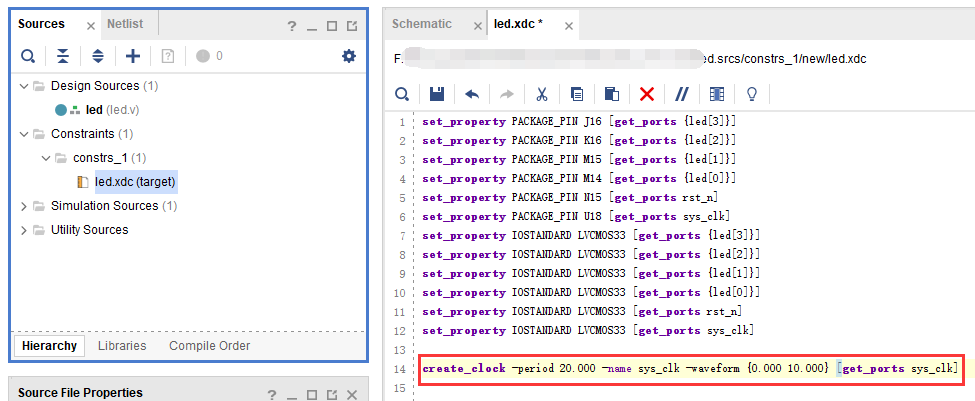 Sources
Netlist
0
Design Sources (1)
led (led.v)
Constraints (1)
constrs_1 (1)
led.xdc (target)
Simulation Sources (1)
Utility Sources
Hierarchy
Libraries
Compile Order
Source File Properties
Schematic
led.xdc *
ed.srcs/constrs_1/new/led.xdc
1 set_property PACKAGE_PIN J16 [get_ports {led[3]}]
2 set_property PACKAGE_PIN K16 [get_ports {led[2]}]
3 set_property PACKAGE_PIN M15 [get_ports {led[1]}]
4 set_property PACKAGE_PIN M14 [get_ports {led[0]}]
5 set_property PACKAGE_PIN N15 [get_ports rst_n]
6 set_property PACKAGE_PIN U18 [get_ports sys_clk]
7 set_property IOSTANDARD LVCMOS33 [get_ports {led[3]}]
8 set_property IOSTANDARD LVCMOS33 [get_ports {led[2]}]
9 set_property IOSTANDARD LVCMOS33 [get_ports {led[1]}]
10 set_property IOSTANDARD LVCMOS33 [get_ports {led[0]}]
11 set_property IOSTANDARD LVCMOS33 [get_ports rst_n]
12 set_property IOSTANDARD LVCMOS33 [get_ports sys_clk]
13
14 create_clock -period 20.000 -name sys_clk -waveform {0.000 10.000} [get_ports sys_clk]
15